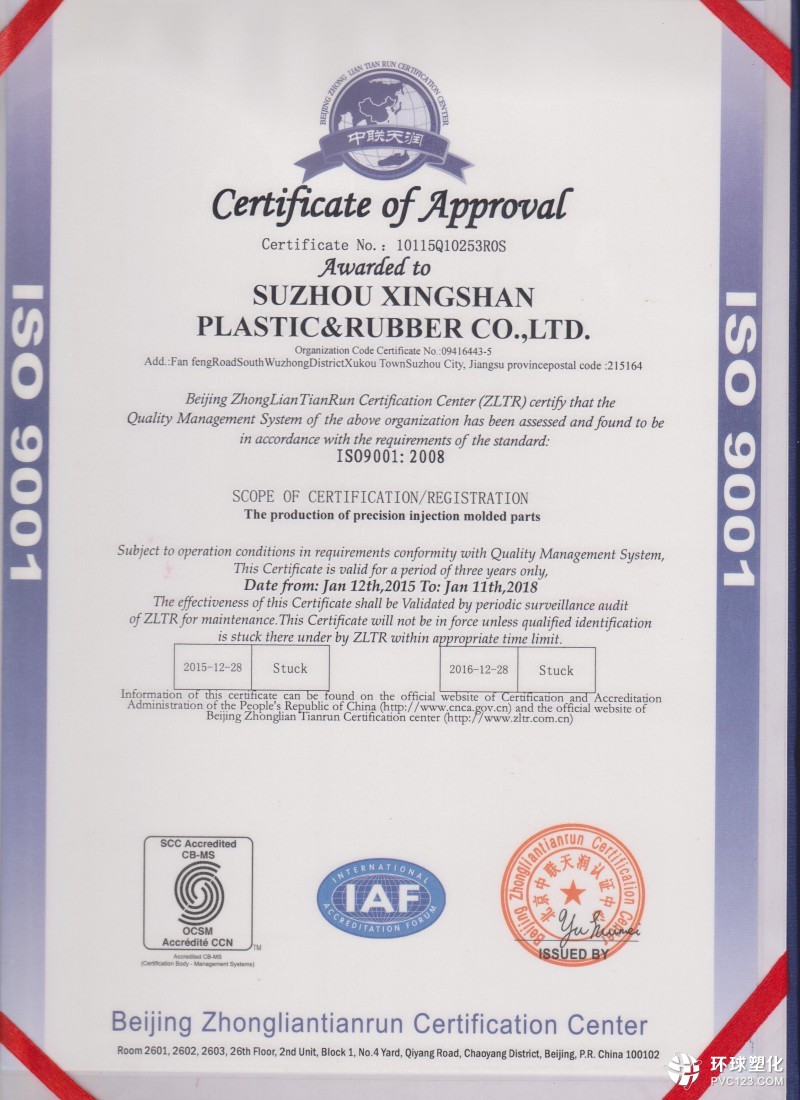 BEIJING ZHONG LIAN TIAN RUN CERTIFICATION CENTER
中联天润
Certificate of Approval
Certificate No.: 10115Q10253R0S
Awarded to
SUZHOU XINGSHAN
PLASTIC&RUBBER CO.,LTD.
Organization Code Certificate No.:09416443-5
Add.:Fan fengRoadSouthWuzhongDistrictXukou TownSuzhou City, Jiangsu provincepostal code :215164
Beijing ZhongLianTianRun Certification Center (ZLTR) certify that the
Quality Management System of the above organization has been assessed and found to be
in accordance with the requirements of the standard:
ISO9001: 2008
SCOPE OF CERTIFICATION/REGISTRATION
The production of precision injection molded parts
Subject to operation conditions in requirements conformity with Quality Management System,
This Certificate is valid for a period of three years only,
Date from: Jan 12th,2015 To: Jan 11th,2018
The effectiveness of this Certificate shall be Validated by periodic surveillance audit
of ZLTR for maintenance.This Certificate will not be in force unless qualified identification
is stuck there under by ZLTR within appropriate time limit.
2015-12-28 Stuck 2016-12-28 Stuck
Information of this certificate can be found on the official website of Certification and Accreditation
Administration of the People's Republic of China (http://www.cnca.gov.cn) and the official website of
Beijing Zhonglian Tianrun Certification center (http://www.zltr.com.cn)
ISO 9001
ISO 9001
SCC Accredited
CB-MS
OCSM
Accrédité CCN
TM
Accredited CB-MS
(Certification Body - Management Systems)
INTERNATIONAL
IAF
ACCREDITATION FORUM
Beijing Zhongliantianrun Certification Center
北京中联天润认证中心
ISSUED BY
Beijing Zhongliantianrun Certification Center
Room 2601, 2602, 2603, 26th Floor, 2nd Unit, Block 1, No.4 Yard, Qiyang Road, Chaoyang District, Beijing, P.R. China 100102
环球塑化
PVC123.COM